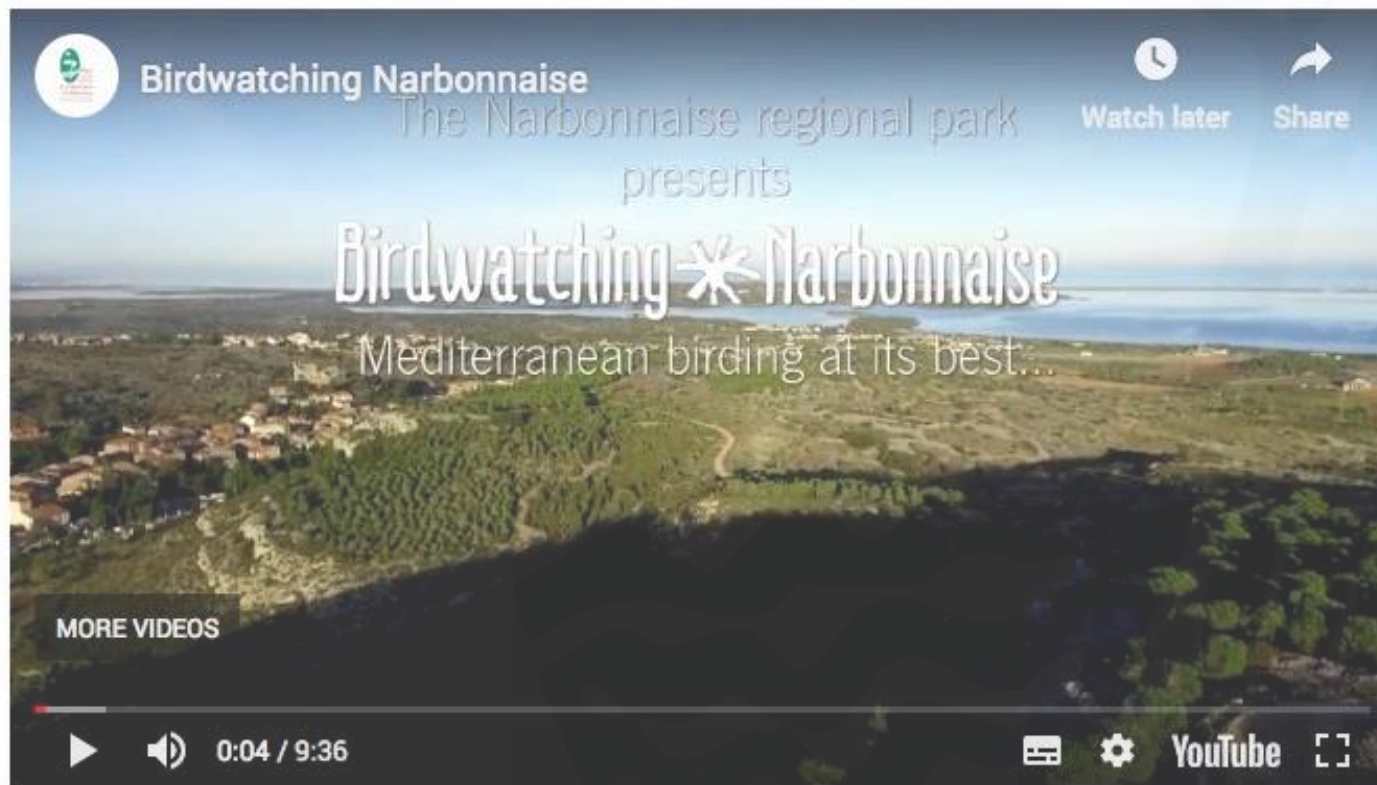 Birdwatching Narbonnaise
Watch later
Share
The Narbonnaise regional park
presents
Birdwatching Narbonnaise
Mediterranean birding at its best...
MORE VIDEOS
0:04 / 9:36
YouTube